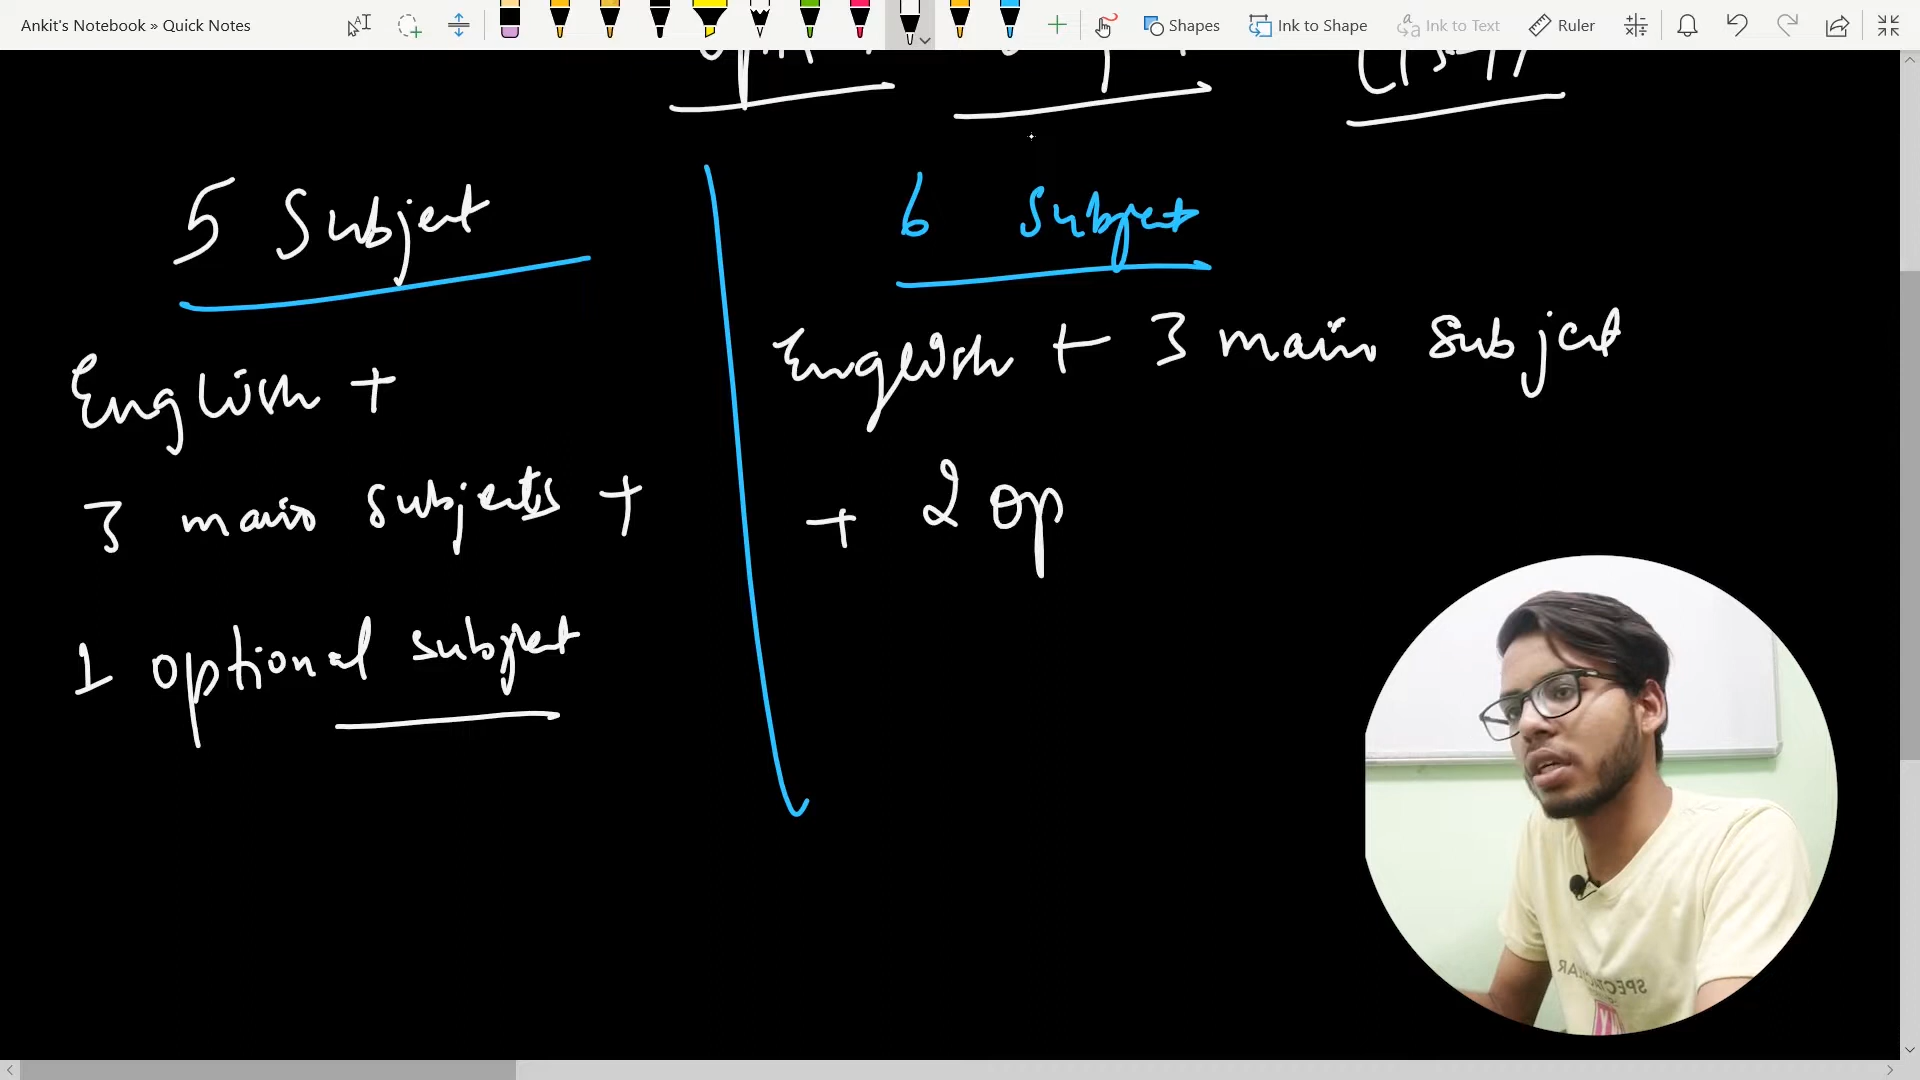 Ankit's Notebook » Quick Notes
Shapes
Ink to Shape
Ink to Text
Ruler
5 Subject
6 Subject
English +
3 main subjects +
1 optional subject
English + 3 main subject
+ 2 op